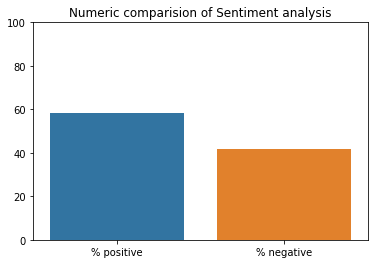 Numeric comparision of Sentiment analysis
100
80
60
40
20
0
% positive
% negative